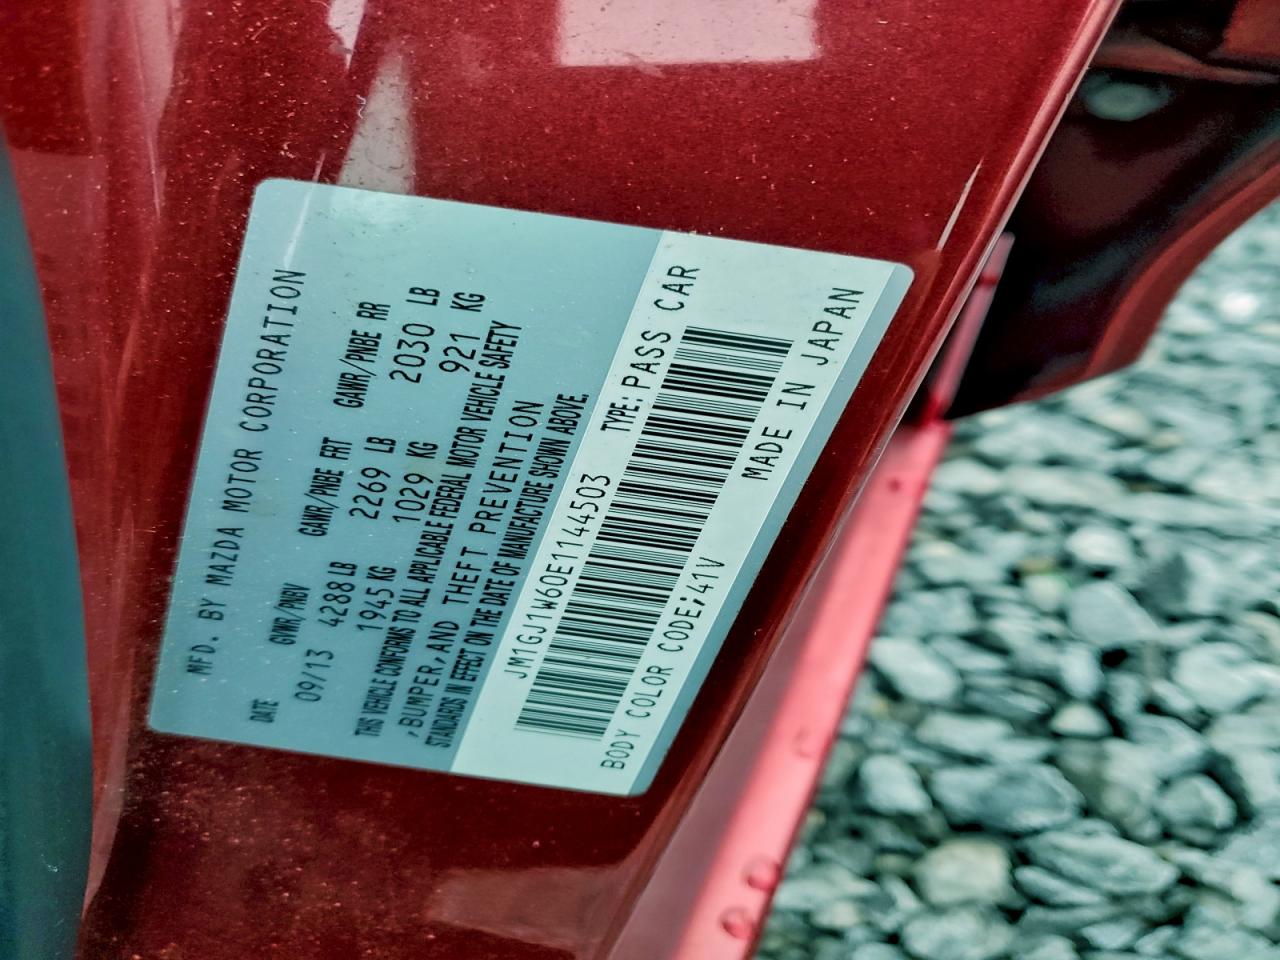 MFD. BY MAZDA MOTOR CORPORATION
DATE GVWR/PNBV GAWR/PNBE FRT GAWR/PNBE RR
09/13 4288 LB 2269 LB 2030 LB
1945 KG 1029 KG 921 KG
THIS VEHICLE CONFORMS TO ALL APPLICABLE FEDERAL MOTOR VEHICLE SAFETY
,BUMPER,AND THEFT PREVENTION
STANDARDS IN EFFECT ON THE DATE OF MANUFACTURE SHOWN ABOVE.
JM1GJ1W60E1144503 TYPE:PASS CAR
BODY COLOR CODE:41V MADE IN JAPAN